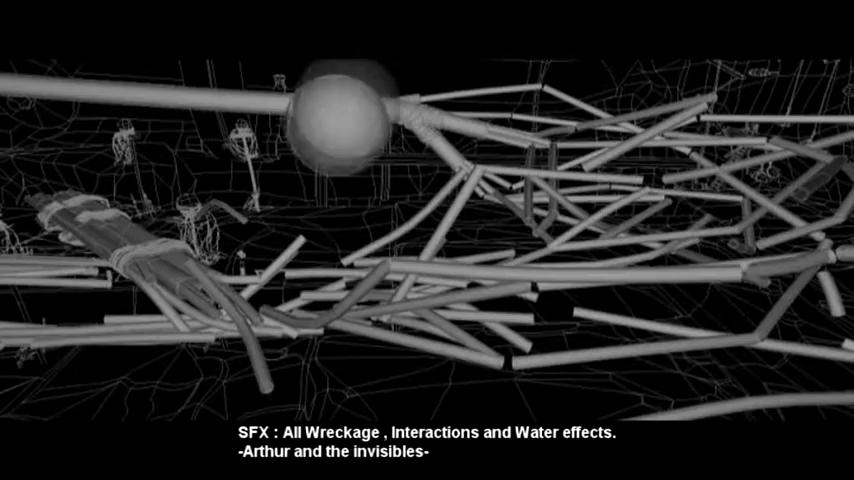 SFX : All Wreckage , Interactions and Water effects.
-Arthur and the invisibles-